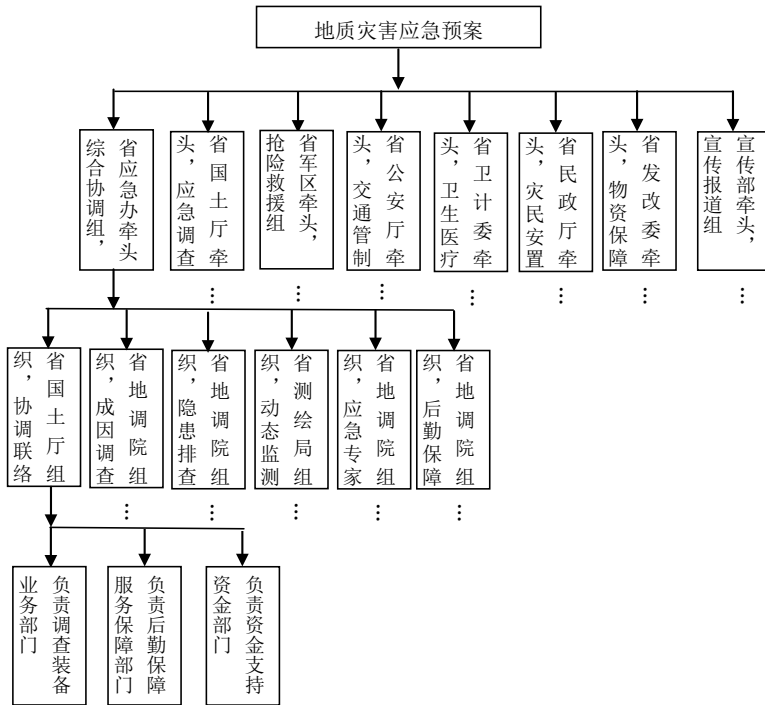 地质灾害应急预案
省应急办牵头
综合协调组，
省国土厅牵
头，应急调查
…
省军区牵头，
抢险救援组
…
省公安厅牵
头，交通管制
…
省卫计委牵
头，卫生医疗
…
省民政厅牵
头，灾民安置
…
省发改委牵
头，物资保障
…
宣传部牵头，
宣传报道组
…
省国土厅组
织，协调联络
省地调院组
织，成因调查
…
省地调院组
织，隐患排查
…
省测绘局组
织，动态监测
…
省地调院组
织，应急专家
…
省地调院组
织，后勤保障
…
负责调查装备
业务部门
负责后勤保障
服务保障部门
负责资金支持
资金部门